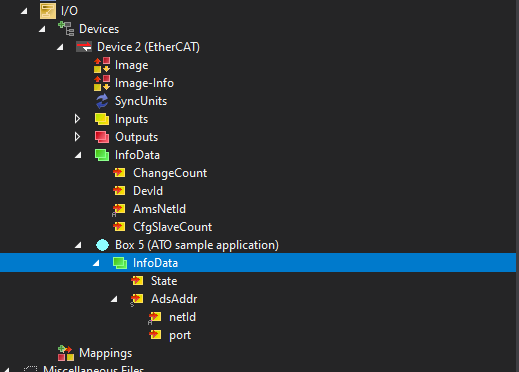 I/O
Devices
Device 2 (EtherCAT)
Image
Image-Info
SyncUnits
Inputs
Outputs
InfoData
ChangeCount
DevId
AmsNetId
CfgSlaveCount
Box 5 (ATO sample application)
InfoData
State
AdsAddr
netId
port
Mappings
Miscellaneous Files